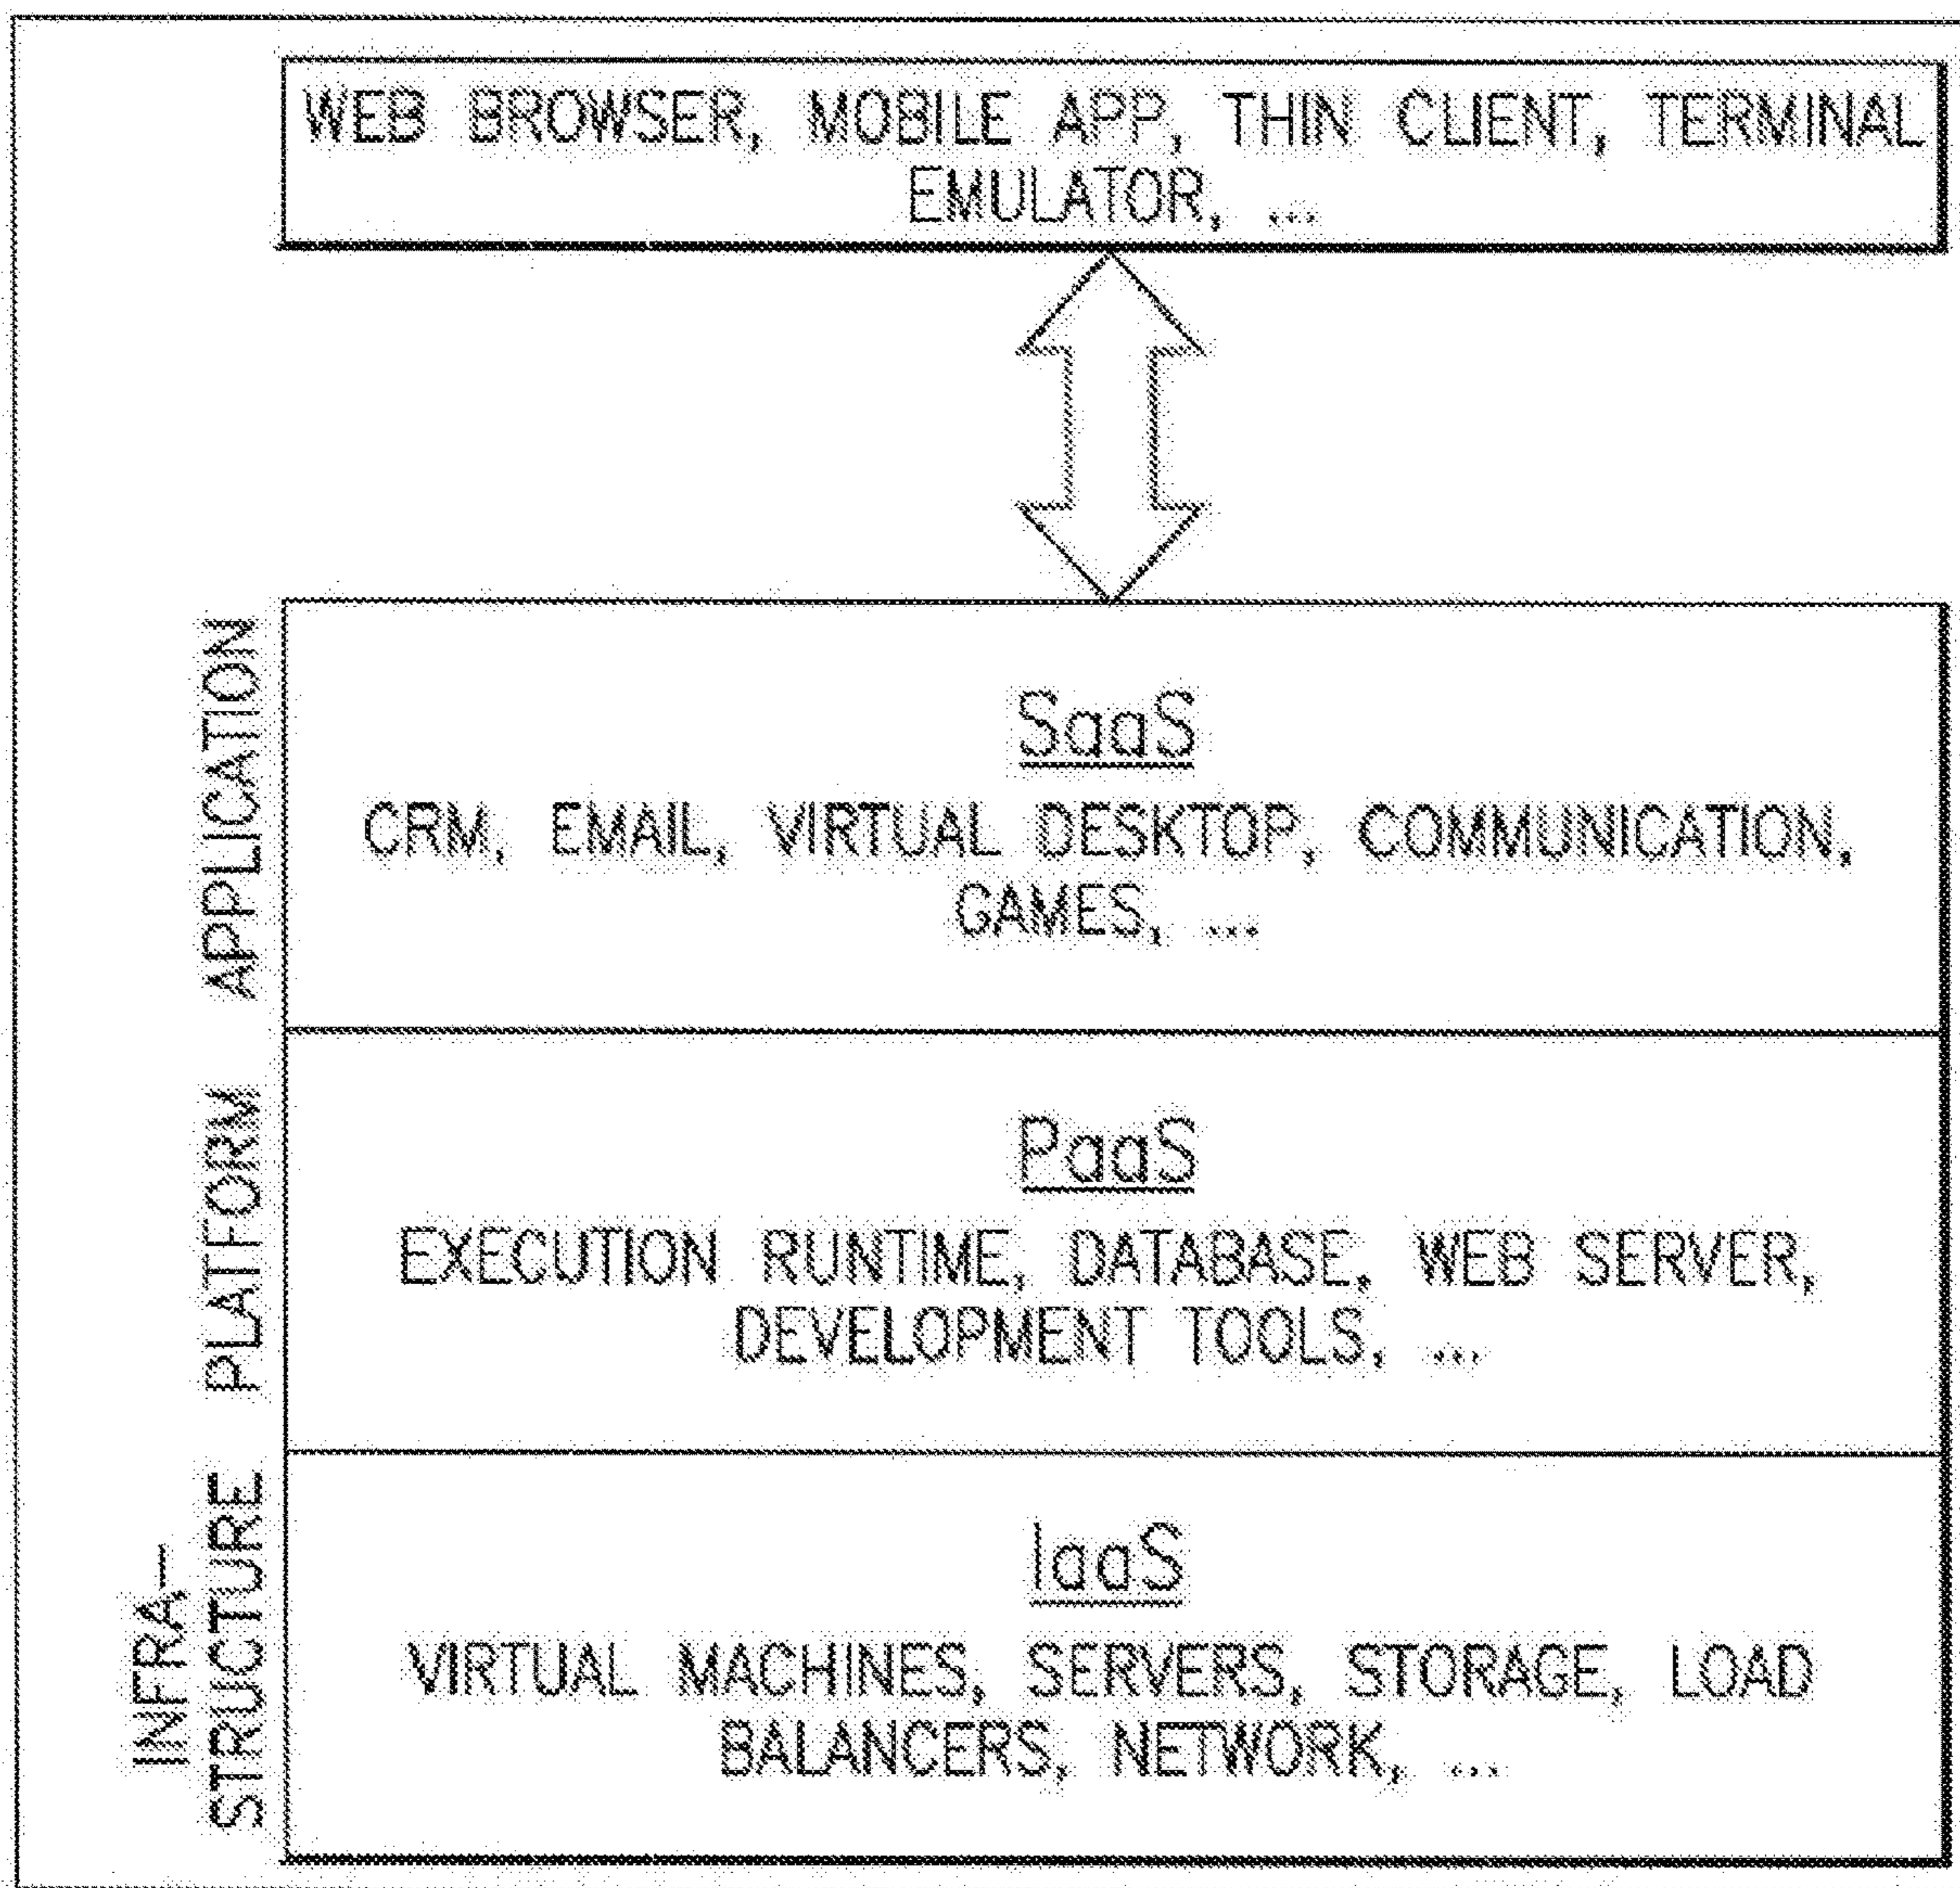 WEB BROWSER, MOBILE APP, THIN CLIENT, TERMINAL
EMULATOR, ...
APPLICATION
SaaS
CRM, EMAIL, VIRTUAL DESKTOP, COMMUNICATION,
GAMES, ...
PLATFORM
PaaS
EXECUTION RUNTIME, DATABASE, WEB SERVER,
DEVELOPMENT TOOLS, ...
INFRA-
STRUCTURE
IaaS
VIRTUAL MACHINES, SERVERS, STORAGE, LOAD
BALANCERS, NETWORK, ...